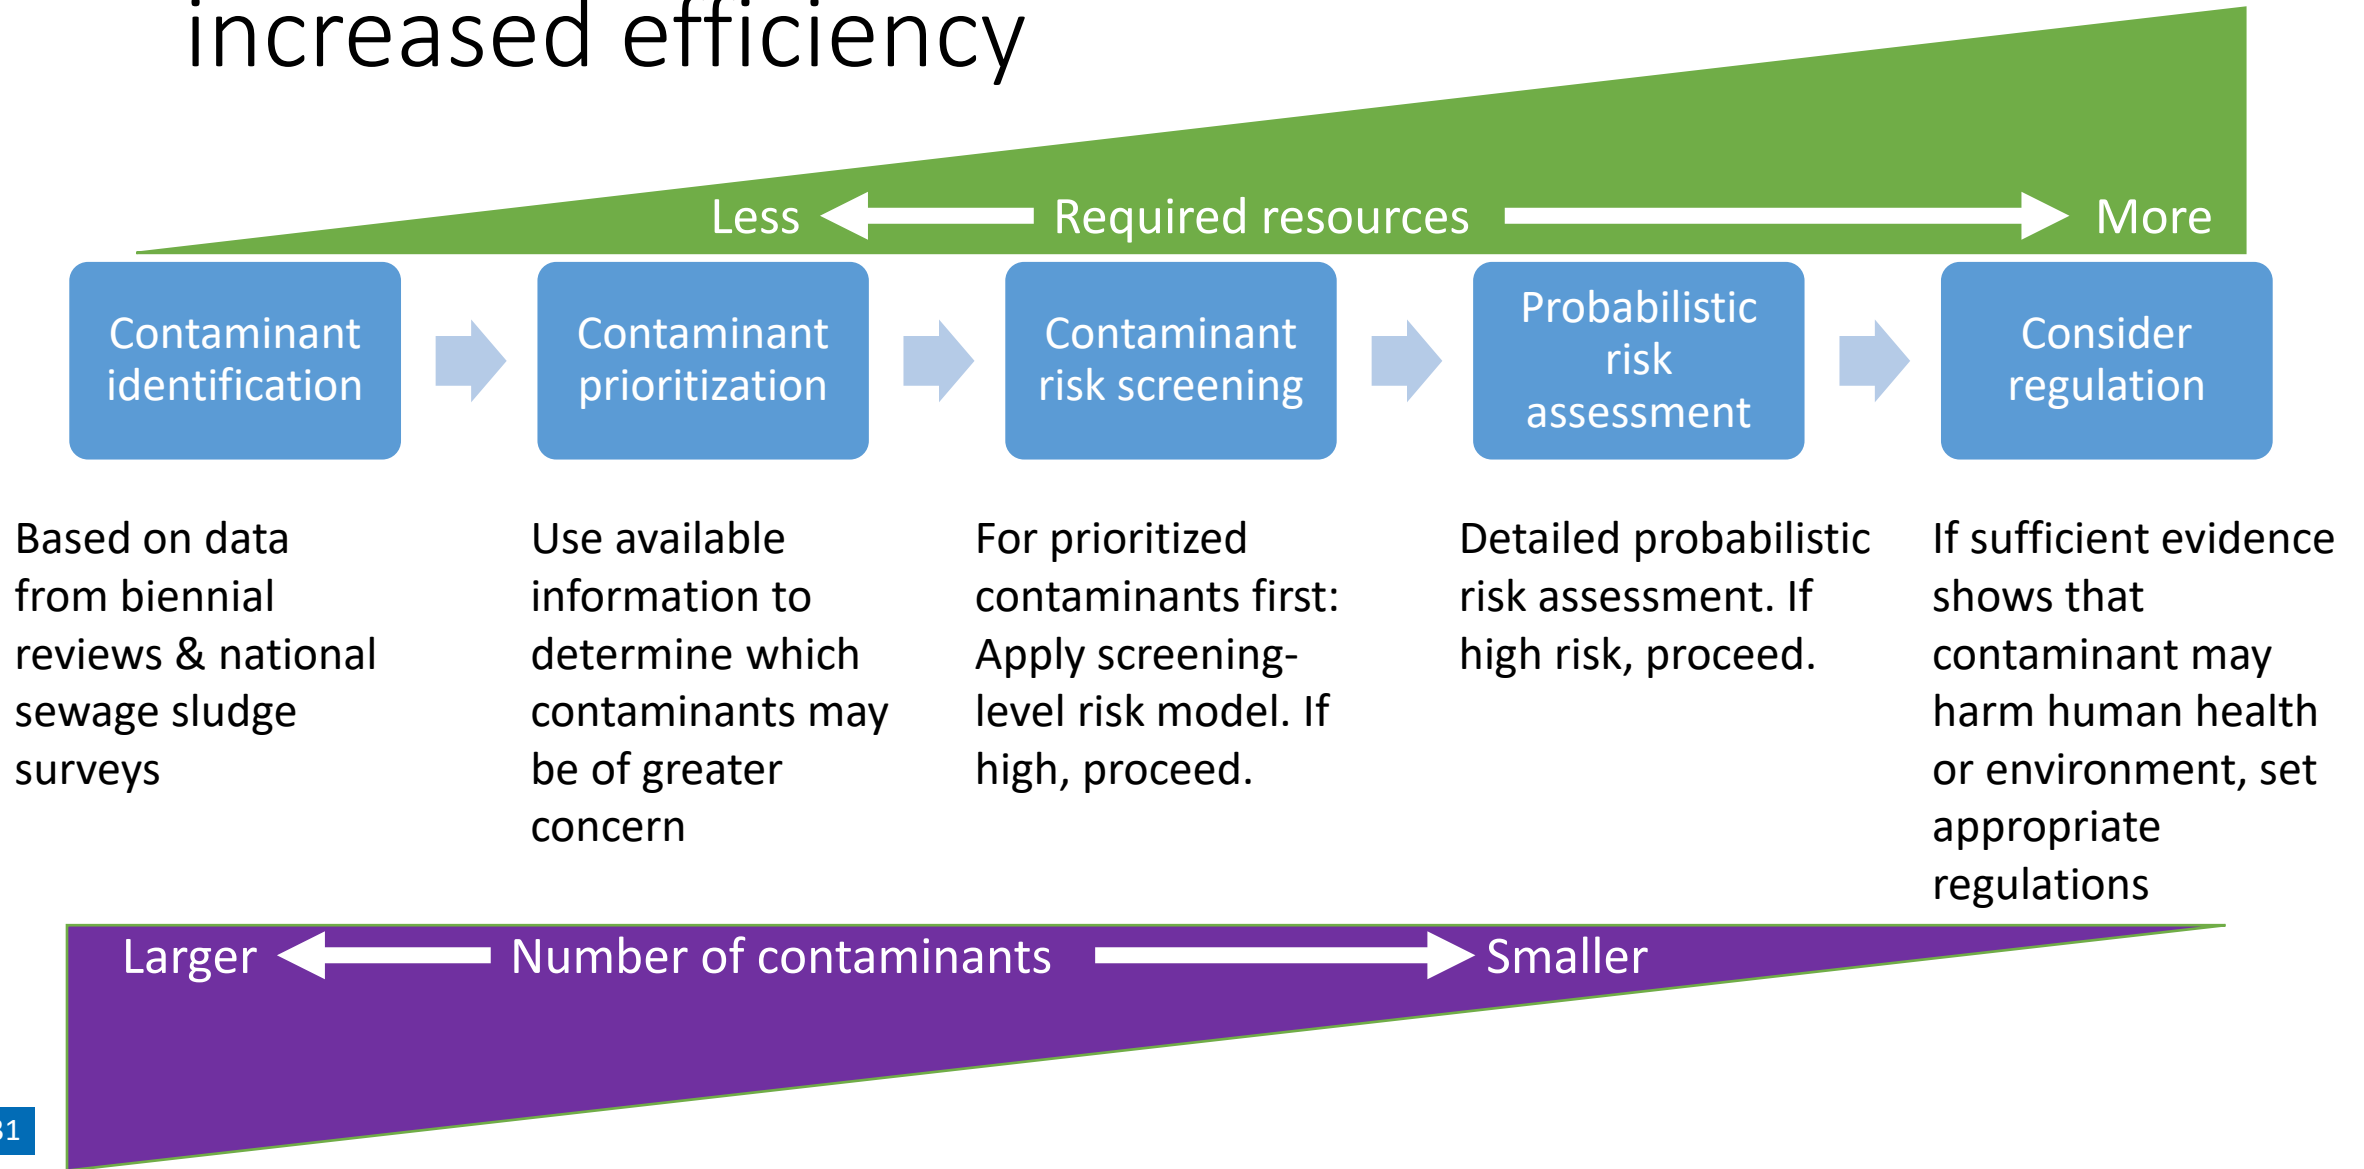 increased efficiency
Less
Required resources
More
Contaminant
identification
Contaminant
prioritization
Contaminant
risk screening
Probabilistic
risk
assessment
Consider
regulation
Based on data
from biennial
reviews & national
sewage sludge
surveys
Use available
information to
determine which
contaminants may
be of greater
concern
For prioritized
contaminants first:
Apply screening-
level risk model. If
high, proceed.
Detailed probabilistic
risk assessment. If
high risk, proceed.
If sufficient evidence
shows that
contaminant may
harm human health
or environment, set
appropriate
regulations
Larger
Number of contaminants
Smaller